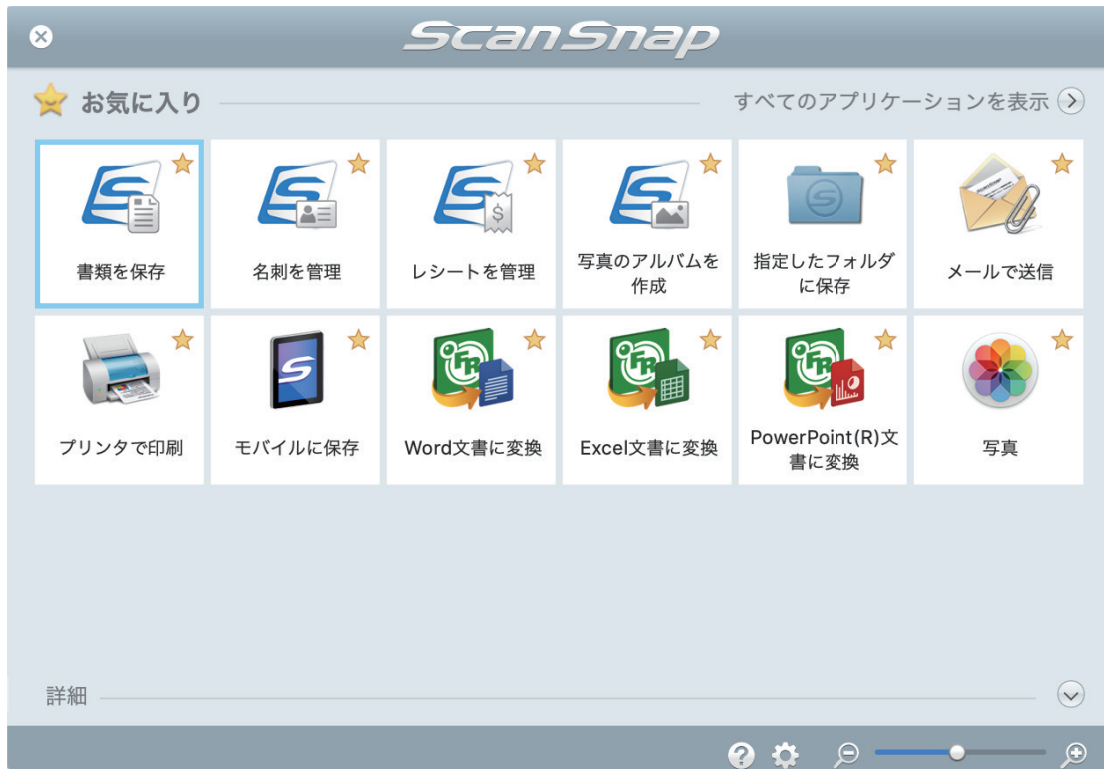 ScanSnap
お気に入り
すべてのアプリケーションを表示
書類を保存
名刺を管理
レシートを管理
写真のアルバムを
作成
指定したフォルダ
に保存
メールで送信
プリンタで印刷
モバイルに保存
Word文書に変換
Excel文書に変換
PowerPoint(R)文
書に変換
写真
詳細